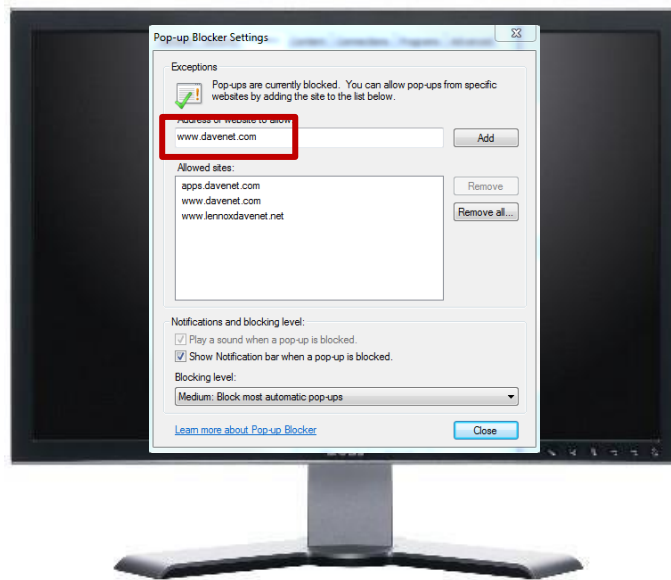 Pop-up Blocker Settings
Exceptions
Pop-ups are currently blocked. You can allow pop-ups from specific
websites by adding the site to the list below.
Address of website to allow
www.davenet.com
Add
Allowed sites:
apps.davenet.com
www.davenet.com
www.lennoxdavenet.net
Remove
Remove all...
Notifications and blocking level:
Play a sound when a pop-up is blocked.
Show Notification bar when a pop-up is blocked.
Blocking level:
Medium: Block most automatic pop-ups
Learn more about Pop-up Blocker
Close